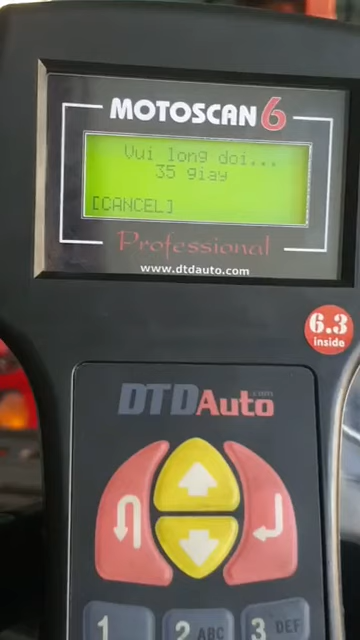 MOTOSCAN 6
Vui long doi...
35 giay
[CANCEL]
Professional
www.dtdauto.com
6.3
inside
DTDAuto.com
1
2 ABC
3 DEF